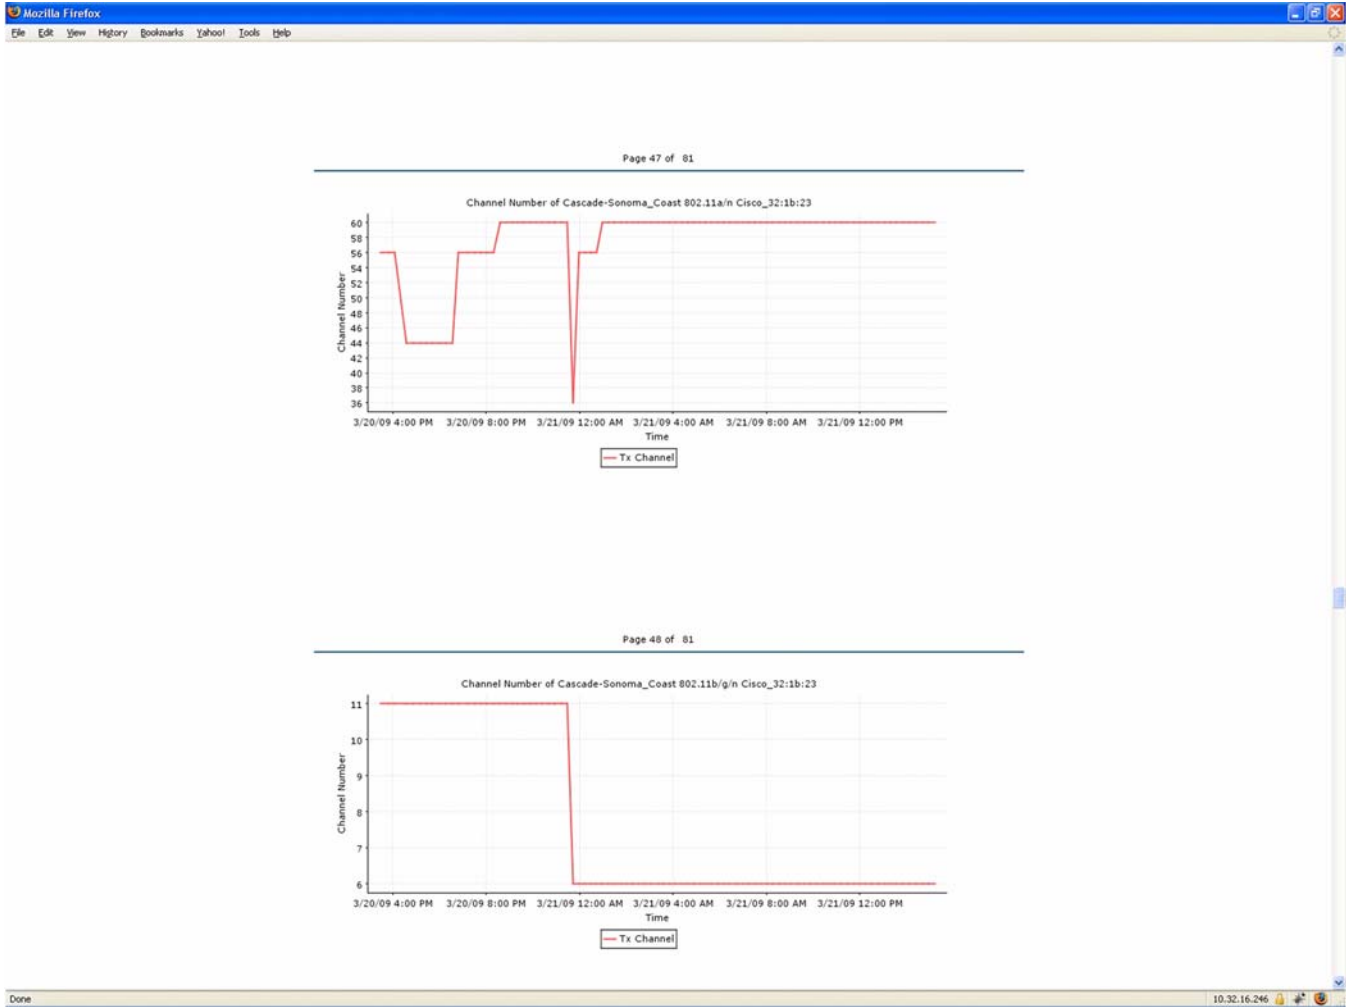 Mozilla Firefox
File Edit View History Bookmarks Yahoo! Tools Help
Page 47 of 81
Channel Number of Cascade-Sonoma_Coast 802.11a/n Cisco_32:1b:23
60
58
56
54
52
50
48
46
44
42
40
38
36
Channel Number
3/20/09 4:00 PM 3/20/09 8:00 PM 3/21/09 12:00 AM 3/21/09 4:00 AM 3/21/09 8:00 AM 3/21/09 12:00 PM
Time
Tx Channel
Page 48 of 81
Channel Number of Cascade-Sonoma_Coast 802.11b/g/n Cisco_32:1b:23
11
10
9
8
7
6
Channel Number
3/20/09 4:00 PM 3/20/09 8:00 PM 3/21/09 12:00 AM 3/21/09 4:00 AM 3/21/09 8:00 AM 3/21/09 12:00 PM
Time
Tx Channel
Done 10.32.16.246